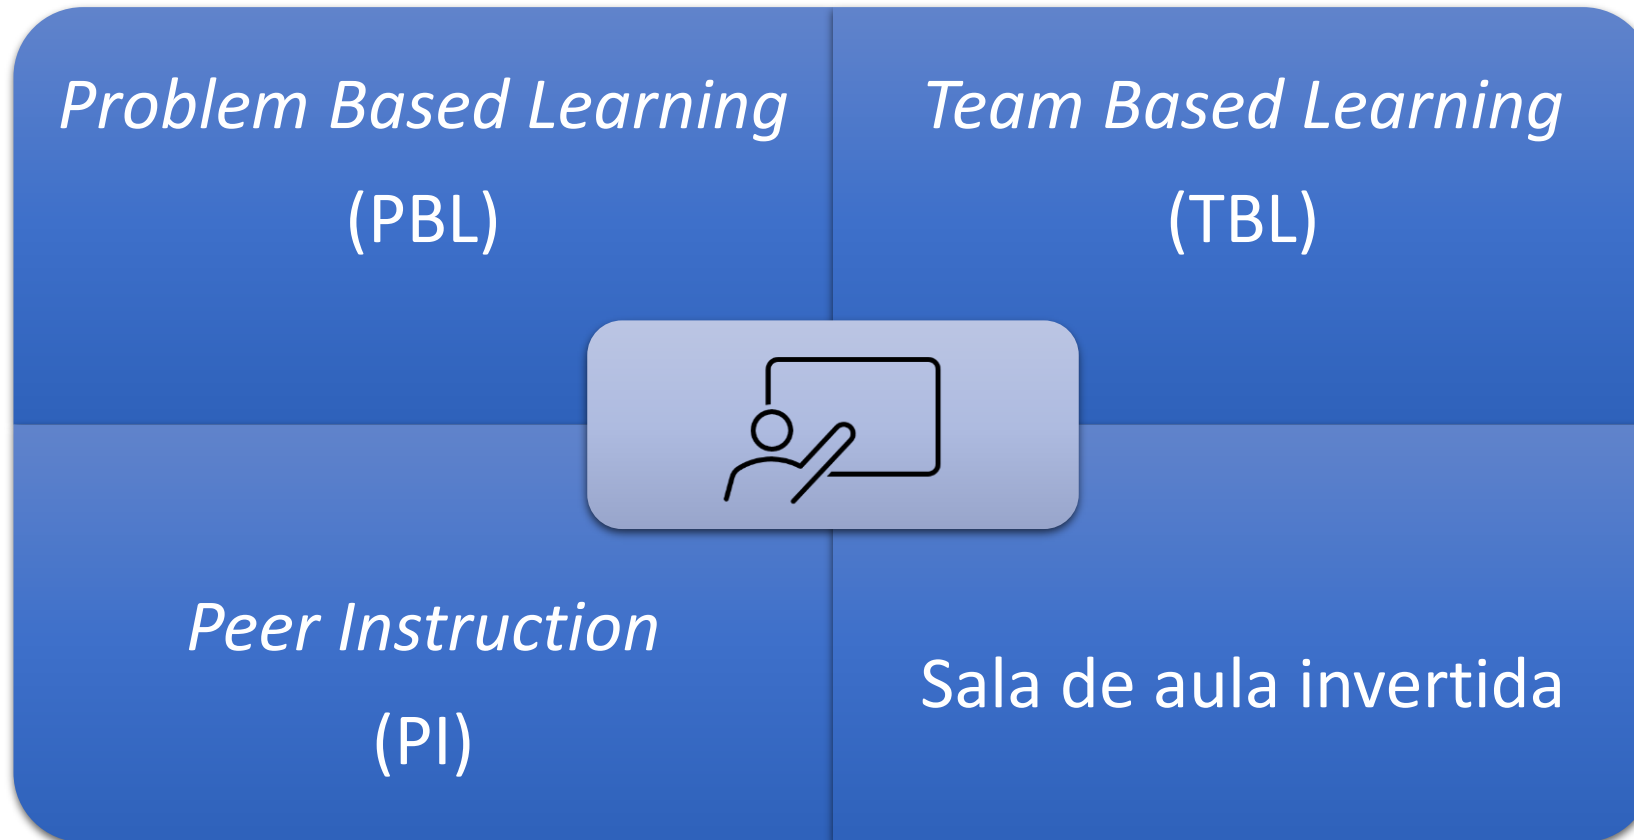 Problem Based Learning
(PBL)
Team Based Learning
(TBL)
Peer Instruction
(PI)
Sala de aula invertida